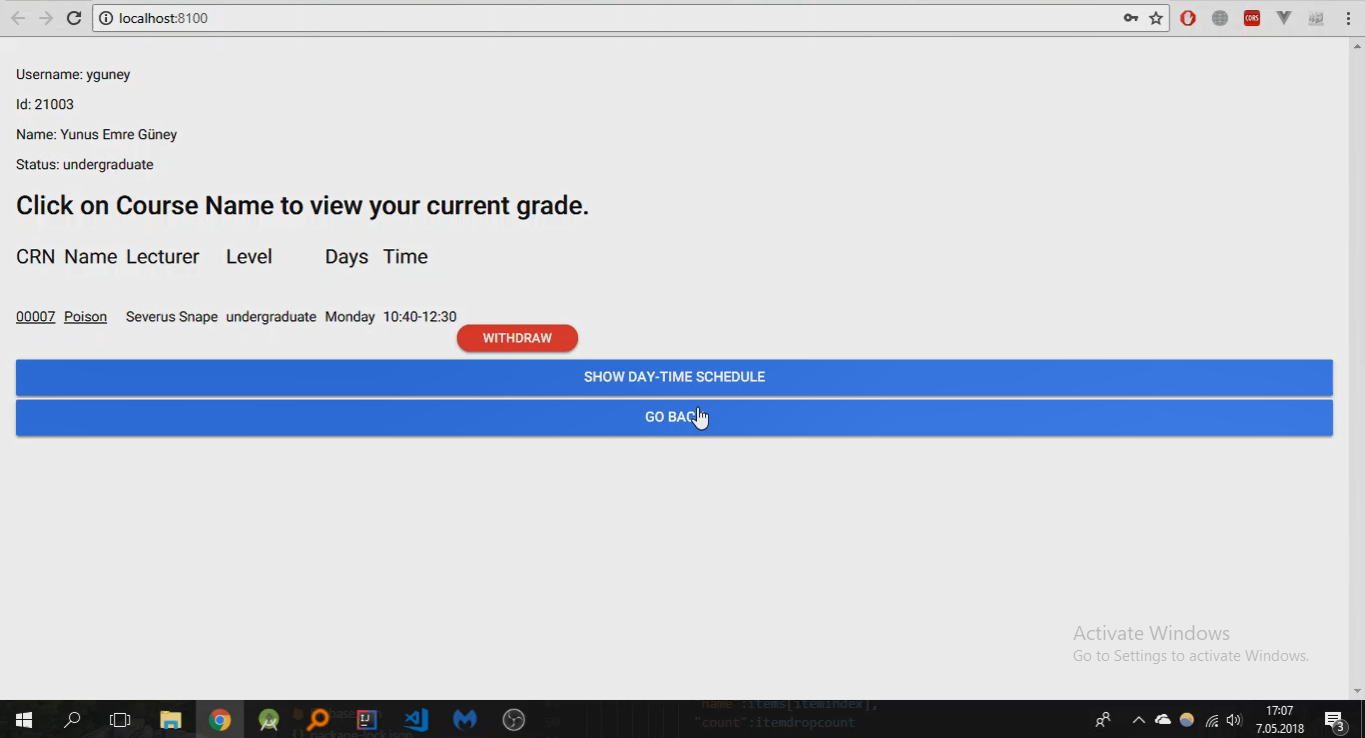 localhost:8100
CORS
Username: yguney
Id: 21003
Name: Yunus Emre Güney
Status: undergraduate
Click on Course Name to view your current grade.
CRN Name Lecturer Level Days Time
00007 Poison Severus Snape undergraduate Monday 10:40-12:30
WITHDRAW
SHOW DAY-TIME SCHEDULE
GO BAC
Activate Windows
Go to Settings to activate Windows.
name :items[itemindex],
"count":itemdropcount
17:07
7.05.2018
3